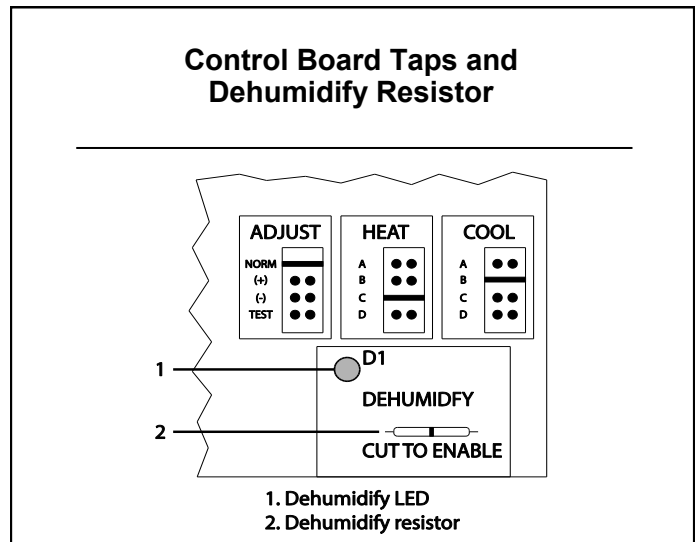 Control Board Taps and
Dehumidify Resistor
ADJUST
NORM
(+)
(-)
TEST
HEAT
A
B
C
D
COOL
A
B
C
D
1
D1
DEHUMIDFY
2
CUT TO ENABLE
1. Dehumidify LED
2. Dehumidify resistor